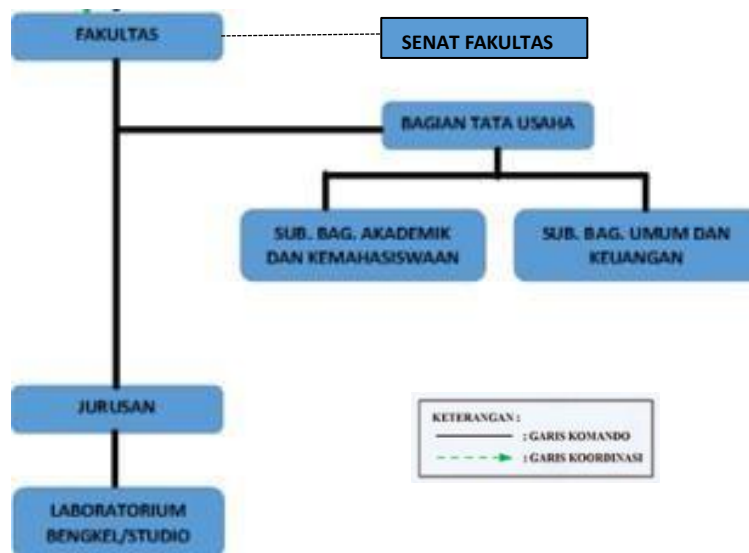 FAKULTAS
SENAT FAKULTAS
BAGIAN TATA USAHA
SUB. BAG. AKADEMIK
DAN KEMAHASISWAAN
SUB. BAG. UMUM DAN
KEUANGAN
JURUSAN
KETERANGAN :
: GARIS KOMANDO
: GARIS KOORDINASI
LABORATORIUM
BENGKEL/STUDIO